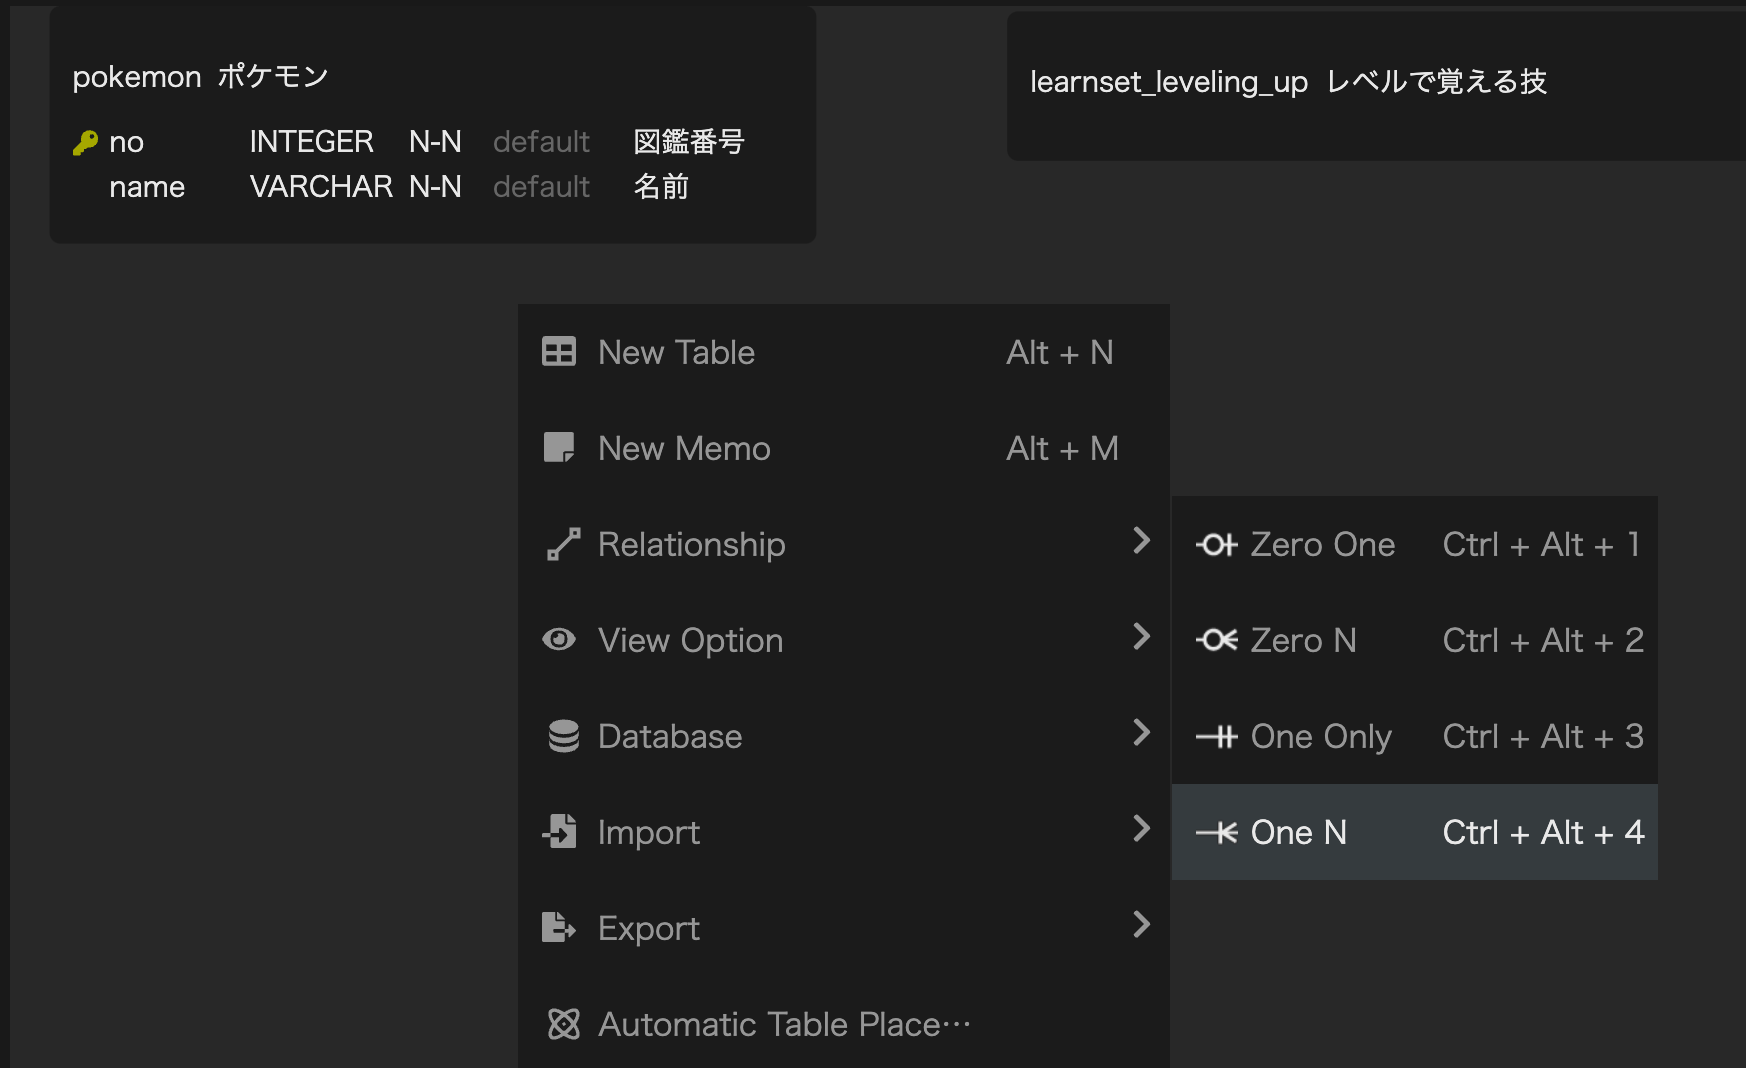 pokemon ポケモン
no INTEGER N-N default 図鑑番号
name VARCHAR N-N default 名前
learnset_leveling_up レベルで覚える技
New Table Alt + N
New Memo Alt + M
Relationship
View Option
Database
Import
Export
Automatic Table Place…
Zero One Ctrl + Alt + 1
Zero N Ctrl + Alt + 2
One Only Ctrl + Alt + 3
One N Ctrl + Alt + 4